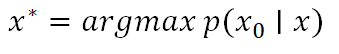 x* = argmax p(x₀ | x)